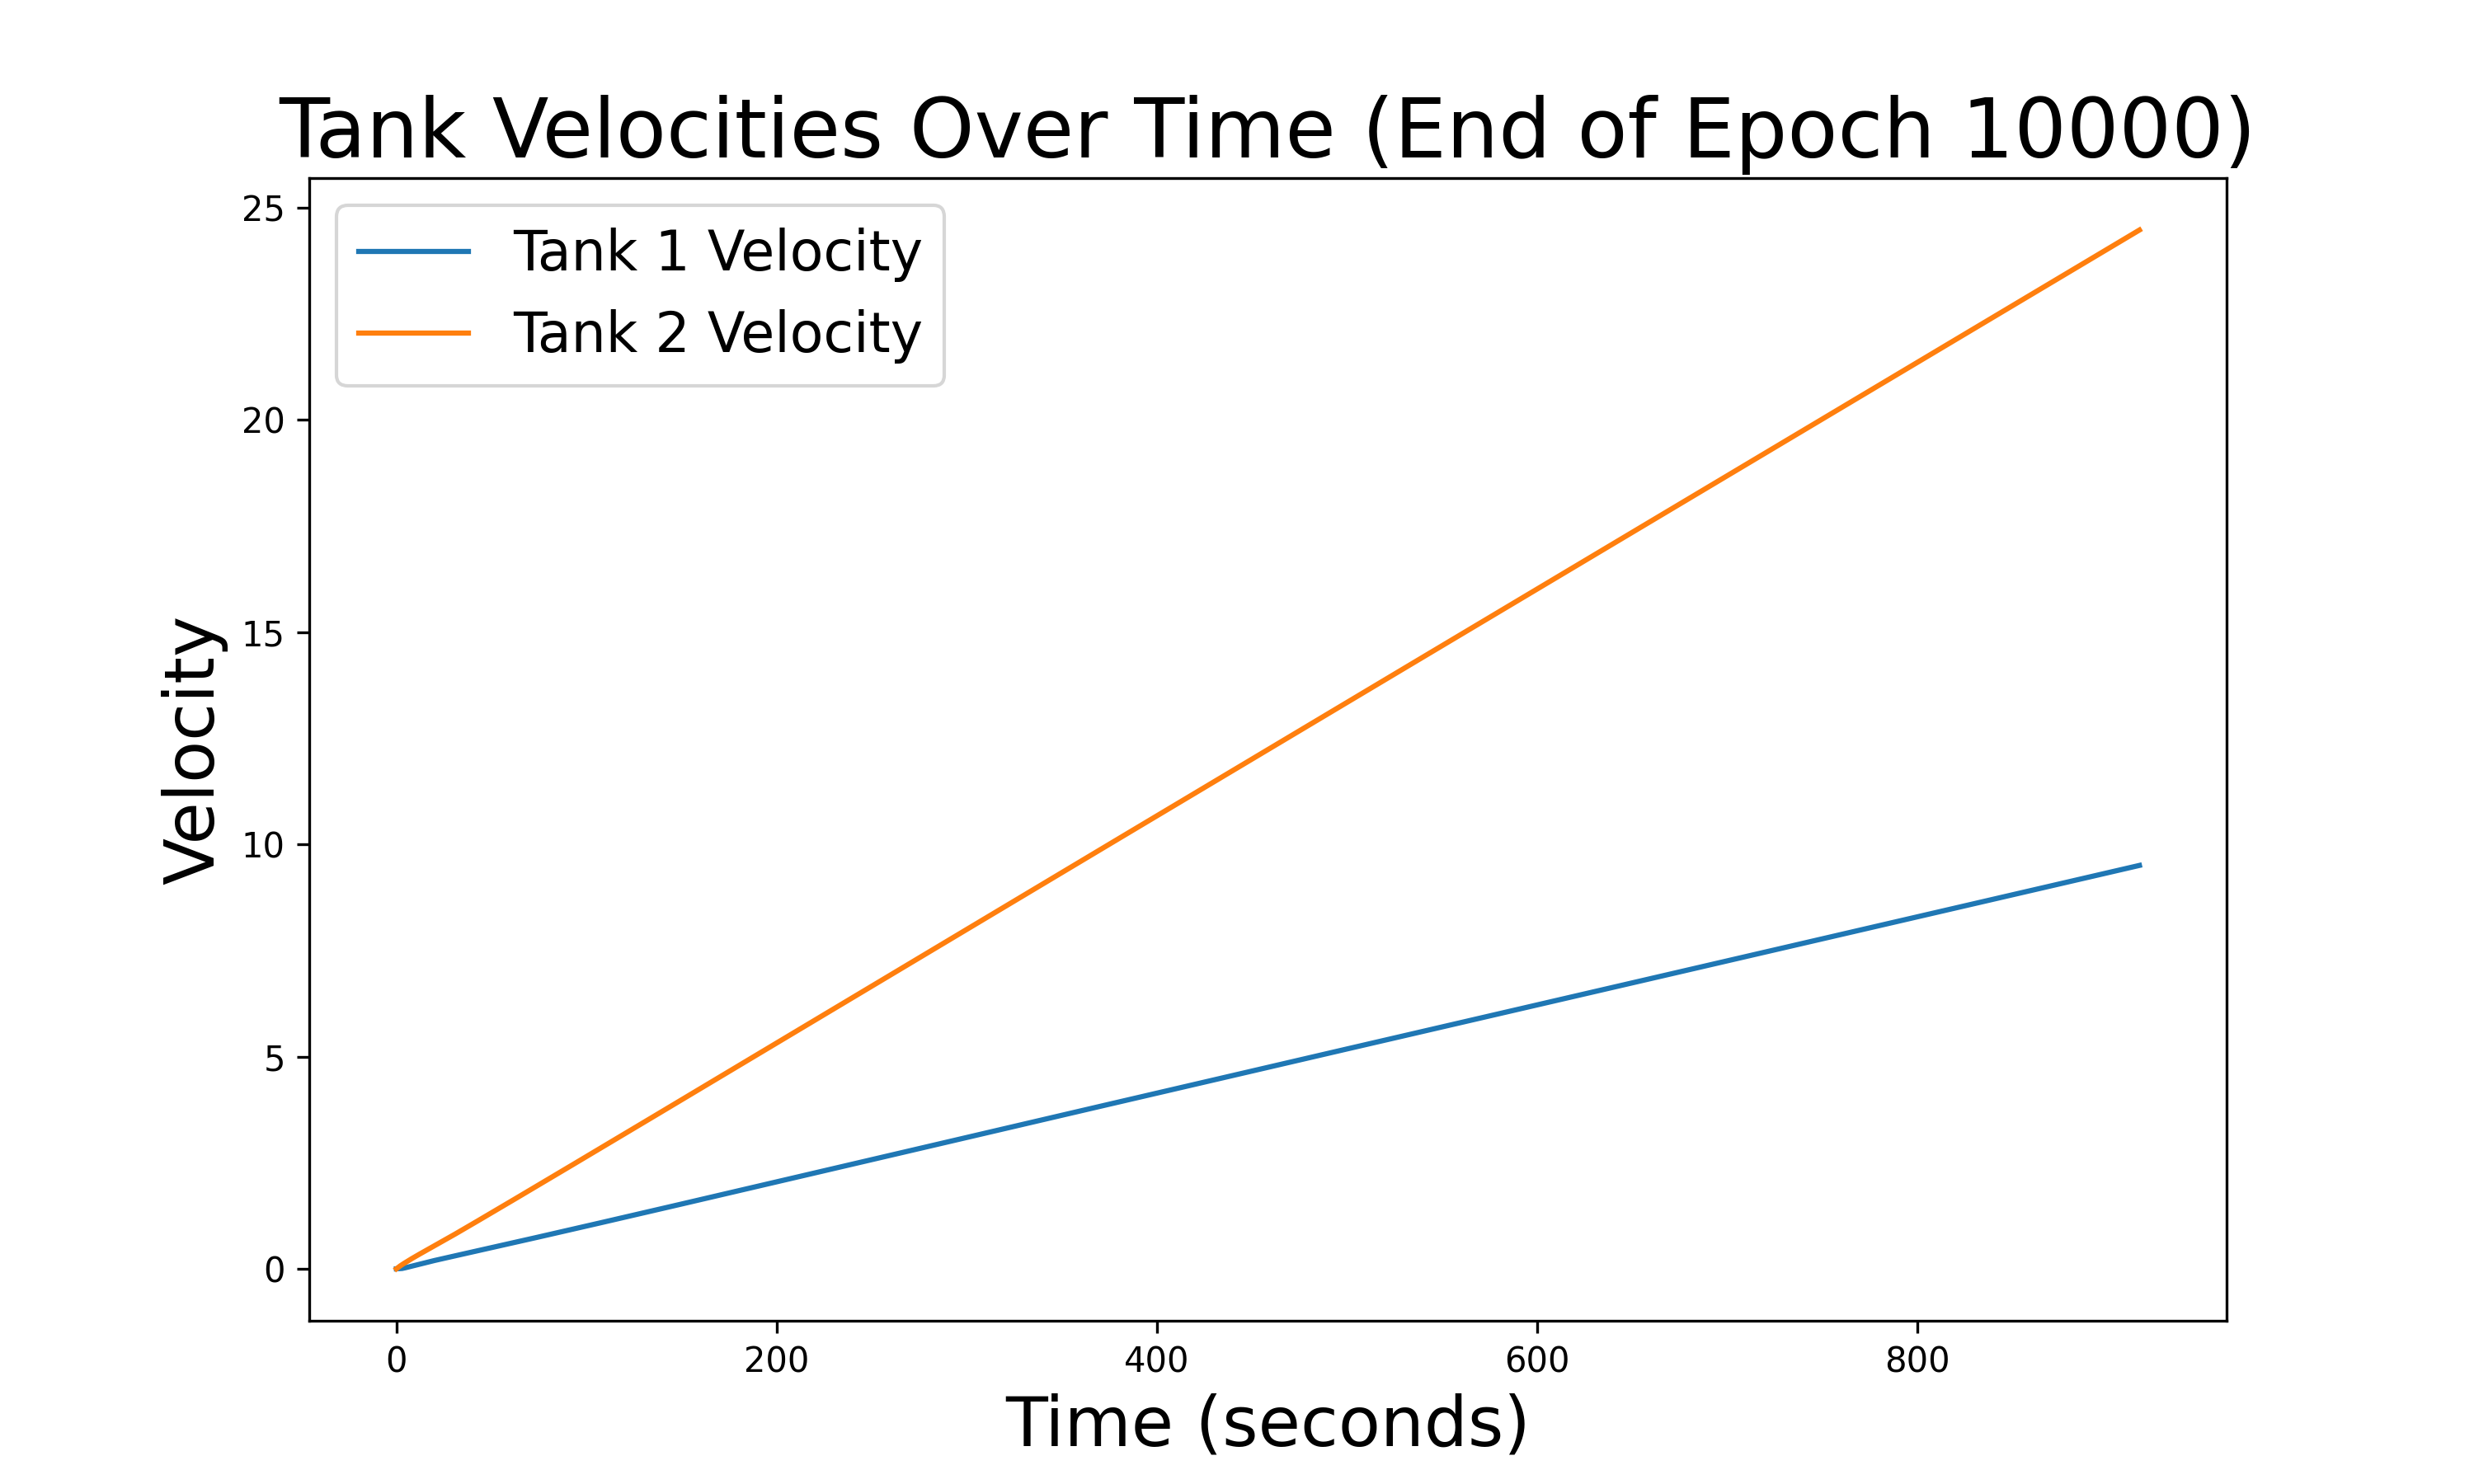 Tank Velocities Over Time (End of Epoch 10000)
Tank 1 Velocity
Tank 2 Velocity
Velocity
25
20
15
10
5
0
0 200 400 600 800
Time (seconds)